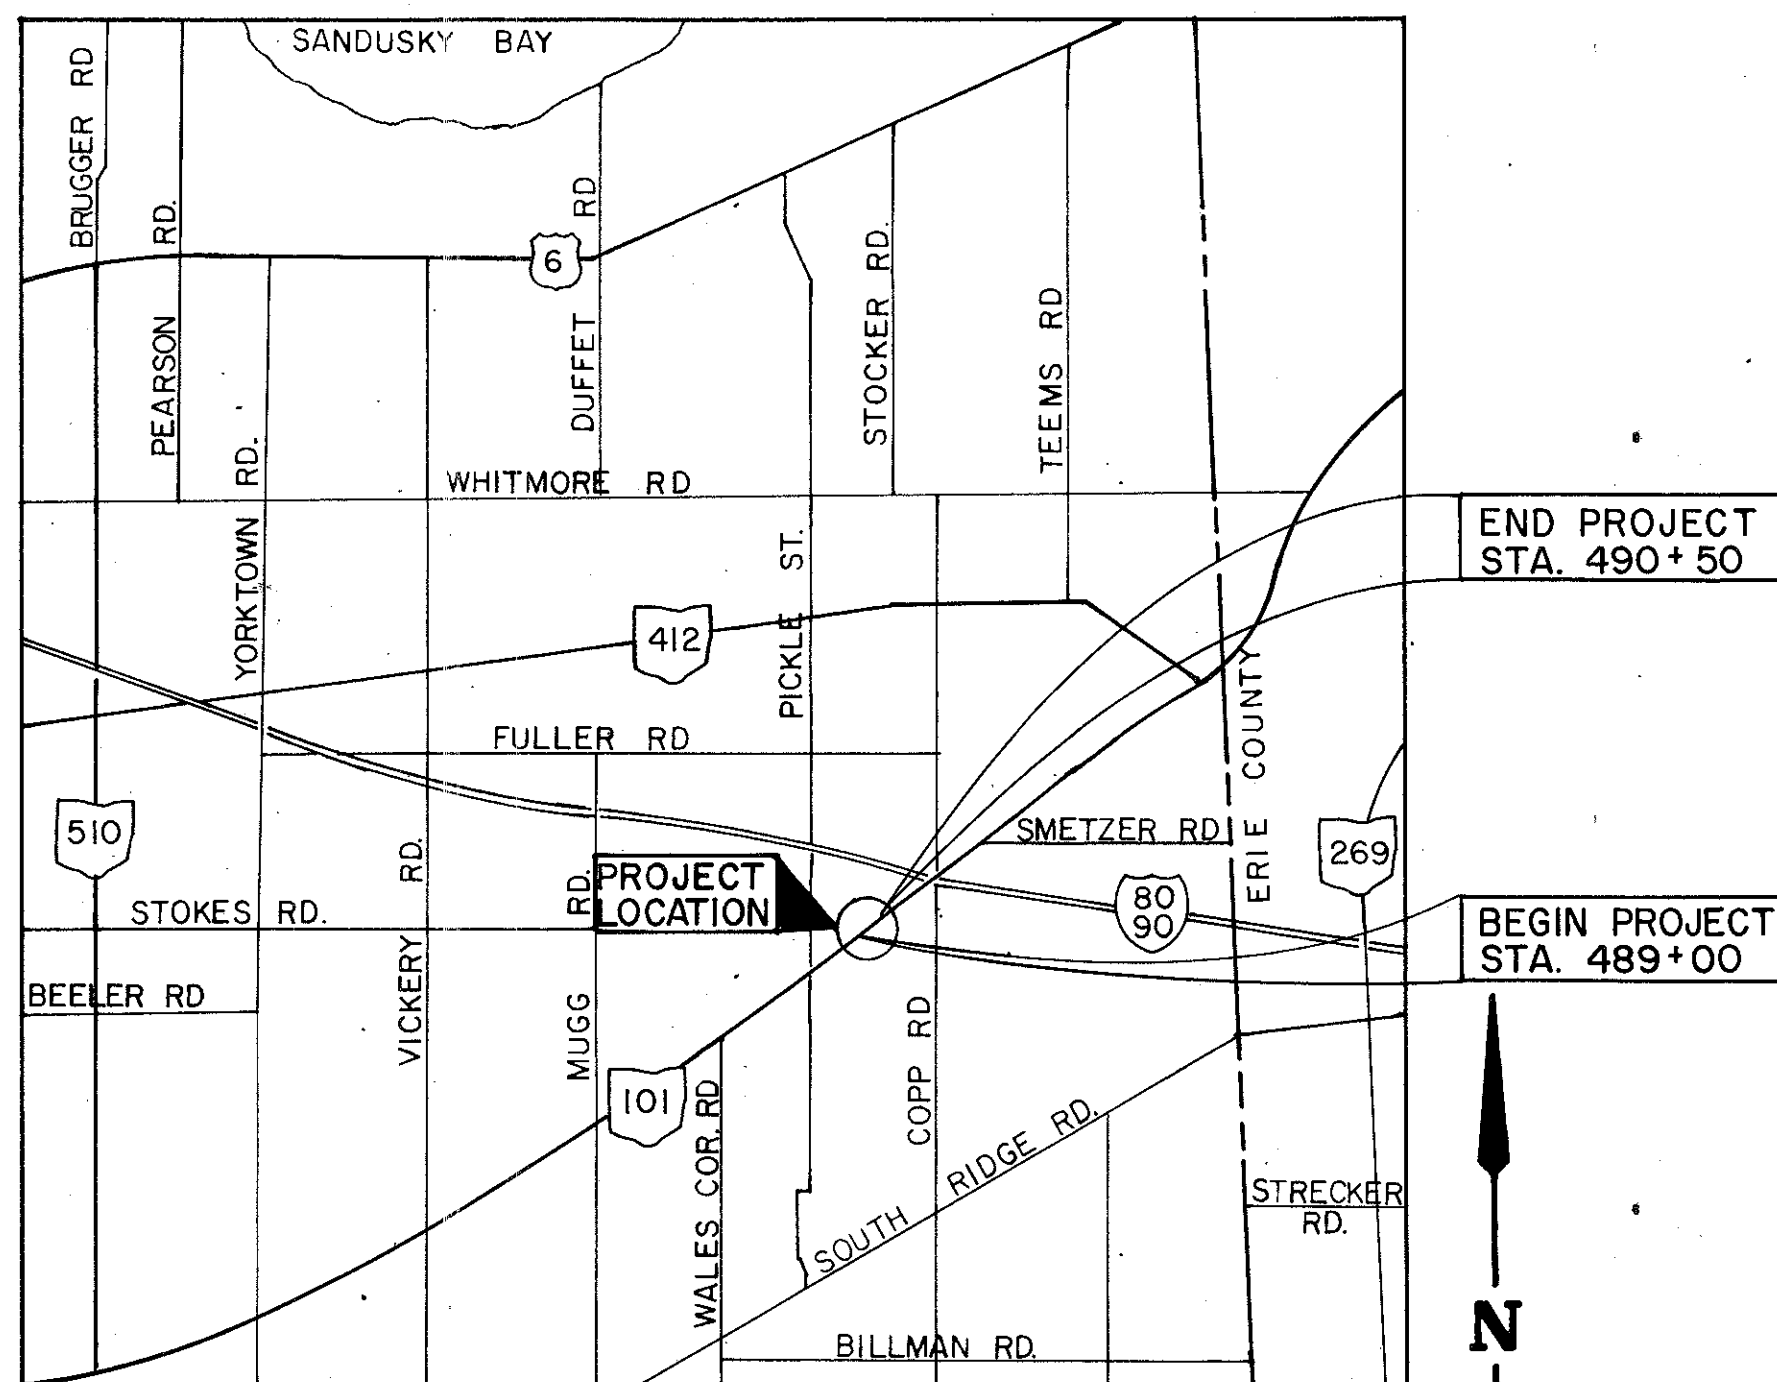 SANDUSKY BAY
BRUGGER RD
PEARSON RD.
YORKTOWN RD.
DUFFET RD
6
STOCKER RD.
TEEMS RD
WHITMORE RD
PICKLE ST.
412
END PROJECT
STA. 490+50
FULLER RD
ERIE COUNTY
510
SMETZER RD
269
80
90
PROJECT
LOCATION
STOKES RD.
VICKERY RD.
MUGG RD.
BEGIN PROJECT
STA. 489+00
BEELER RD
COPP RD
101
WALES COR. RD
SOUTH RIDGE RD.
STRECKER
RD.
BILLMAN RD.
N